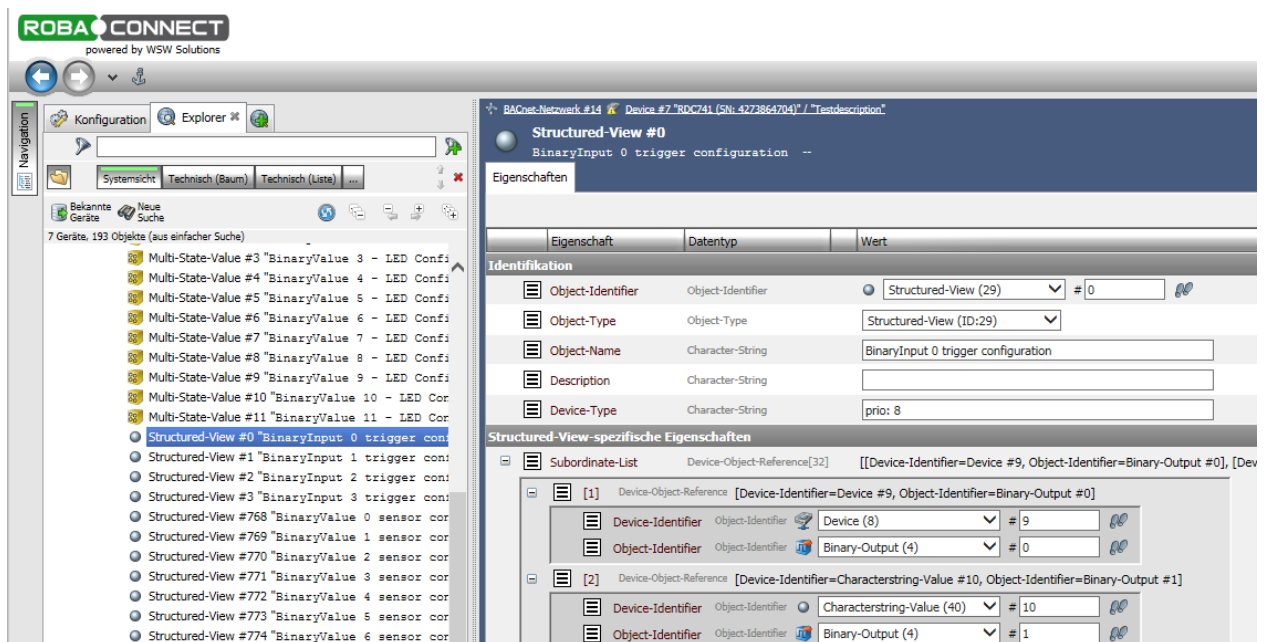 ROBA CONNECT
powered by WSW Solutions
Navigation
Konfiguration Explorer
Systemsicht Technisch (Baum) Technisch (Liste) ...
Bekannte Geräte Neue Suche
7 Geräte, 193 Objekte (aus einfacher Suche)
Multi-State-Value #3 "BinaryValue 3 - LED Confi
Multi-State-Value #4 "BinaryValue 4 - LED Confi
Multi-State-Value #5 "BinaryValue 5 - LED Confi
Multi-State-Value #6 "BinaryValue 6 - LED Confi
Multi-State-Value #7 "BinaryValue 7 - LED Confi
Multi-State-Value #8 "BinaryValue 8 - LED Confi
Multi-State-Value #9 "BinaryValue 9 - LED Confi
Multi-State-Value #10 "BinaryValue 10 - LED Con
Multi-State-Value #11 "BinaryValue 11 - LED Con
Structured-View #0 "BinaryInput 0 trigger conf
Structured-View #1 "BinaryInput 1 trigger conf
Structured-View #2 "BinaryInput 2 trigger conf
Structured-View #3 "BinaryInput 3 trigger conf
Structured-View #768 "BinaryValue 0 sensor cor
Structured-View #769 "BinaryValue 1 sensor cor
Structured-View #770 "BinaryValue 2 sensor cor
Structured-View #771 "BinaryValue 3 sensor cor
Structured-View #772 "BinaryValue 4 sensor cor
Structured-View #773 "BinaryValue 5 sensor cor
Structured-View #774 "BinaryValue 6 sensor cor
BACnet-Netzwerk #14 Device #7 "RDC741 (SN: 4273864704)" / "Testdescription"
Structured-View #0
BinaryInput 0 trigger configuration --
Eigenschaften
Eigenschaft Datentyp Wert
Identifikation
Object-Identifier Object-Identifier Structured-View (29) # 0
Object-Type Object-Type Structured-View (ID:29)
Object-Name Character-String BinaryInput 0 trigger configuration
Description Character-String
Device-Type Character-String prio: 8
Structured-View-spezifische Eigenschaften
Subordinate-List Device-Object-Reference[32] [[Device-Identifier=Device #9, Object-Identifier=Binary-Output #0], [Dev
[1] Device-Object-Reference [Device-Identifier=Device #9, Object-Identifier=Binary-Output #0]
Device-Identifier Object-Identifier Device (8) # 9
Object-Identifier Object-Identifier Binary-Output (4) # 0
[2] Device-Object-Reference [Device-Identifier=Characterstring-Value #10, Object-Identifier=Binary-Output #1]
Device-Identifier Object-Identifier Characterstring-Value (40) # 10
Object-Identifier Object-Identifier Binary-Output (4) # 1